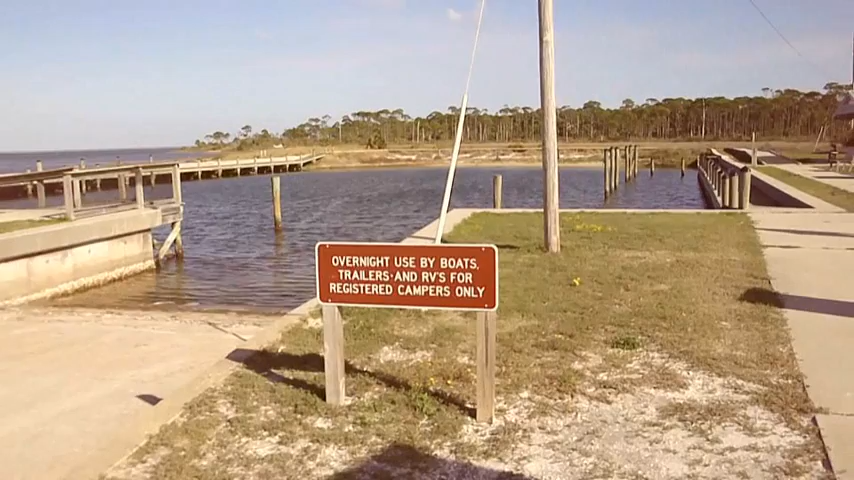 OVERNIGHT USE BY BOATS,
TRAILERS AND RV'S FOR
REGISTERED CAMPERS ONLY